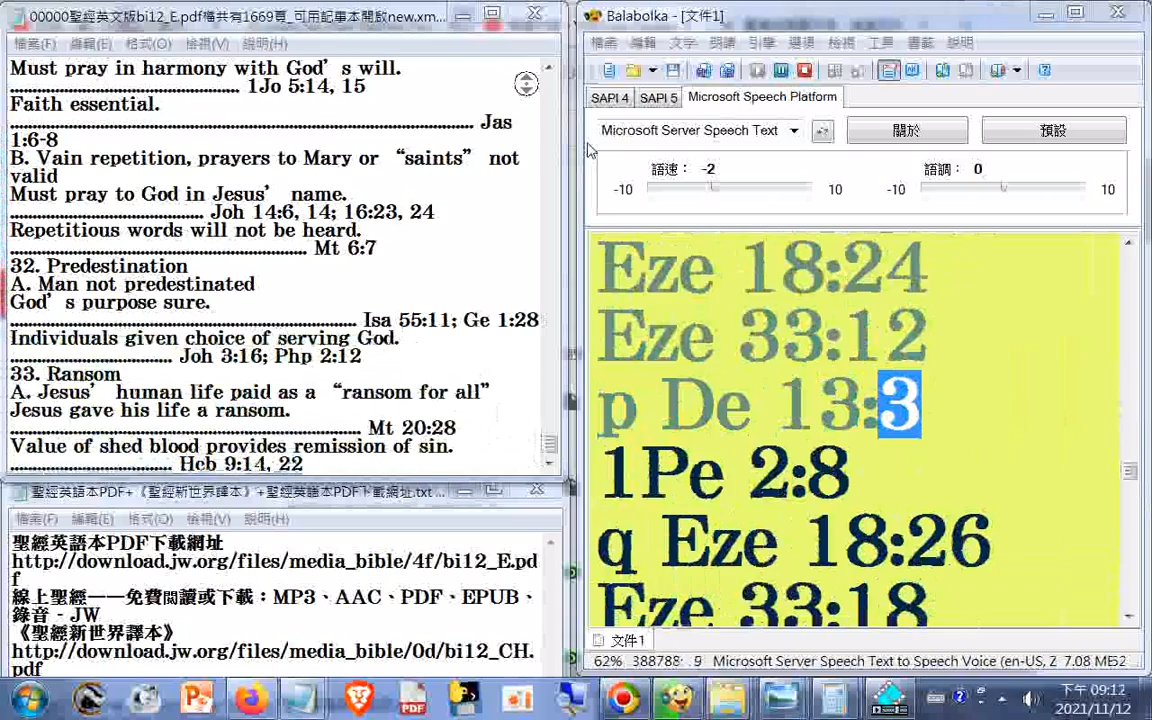 00000聖經英文版bi12_E.pdf檔共有1669頁_可用記事本開啟new.xm...
檔案(F) 編輯(E) 格式(O) 檢視(V) 說明(H)
Must pray in harmony with God’s will.
........................................ 1Jo 5:14, 15
Faith essential.
................................................................................ Jas
1:6-8
B. Vain repetition, prayers to Mary or “saints” not
valid
Must pray to God in Jesus’ name.
................................. Joh 14:6, 14; 16:23, 24
Repetitious words will not be heard.
................................................... Mt 6:7
32. Predestination
A. Man not predestinated
God’s purpose sure.
............................................................ Isa 55:11; Ge 1:28
Individuals given choice of serving God.
............................ Joh 3:16; Php 2:12
33. Ransom
A. Jesus’ human life paid as a “ransom for all”
Jesus gave his life a ransom.
............................................................ Mt 20:28
Value of shed blood provides remission of sin.
............................ Heb 9:14, 22
聖經英語本PDF+《聖經新世界譯本》+聖經英語本PDF下載網址.txt ...
檔案(F) 編輯(E) 格式(O) 檢視(V) 說明(H)
聖經英語本PDF下載網址
http://download.jw.org/files/media_bible/4f/bi12_E.pd
f
線上聖經——免費閱讀或下載：MP3、AAC、PDF、EPUB、
錄音 - JW
《聖經新世界譯本》
http://download.jw.org/files/media_bible/0d/bi12_CH.
pdf
Balabolka - [文件1]
檔案 編輯 文字 朗讀 引擎 選項 檢視 工具 書籤 說明
SAPI 4 SAPI 5 Microsoft Speech Platform
Microsoft Server Speech Text 關於 預設
語速： -2 語調： 0
-10 10 -10 10
Eze 18:24
Eze 33:12
p De 13:3
1Pe 2:8
q Eze 18:26
Eze 33:18
文件1
62% 388788: .9 Microsoft Server Speech Text to Speech Voice (en-US, Z 7.08 ME52
下午 09:12
2021/11/12